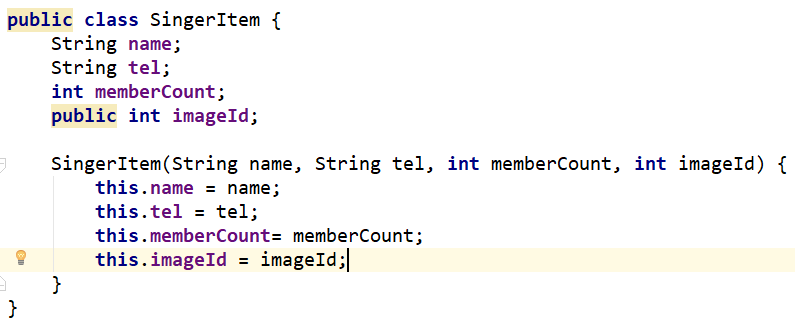 public class SingerItem {
    String name;
    String tel;
    int memberCount;
    public int imageId;
    SingerItem(String name, String tel, int memberCount, int imageId) {
        this.name = name;
        this.tel = tel;
        this.memberCount= memberCount;
        this.imageId = imageId;
    }
}